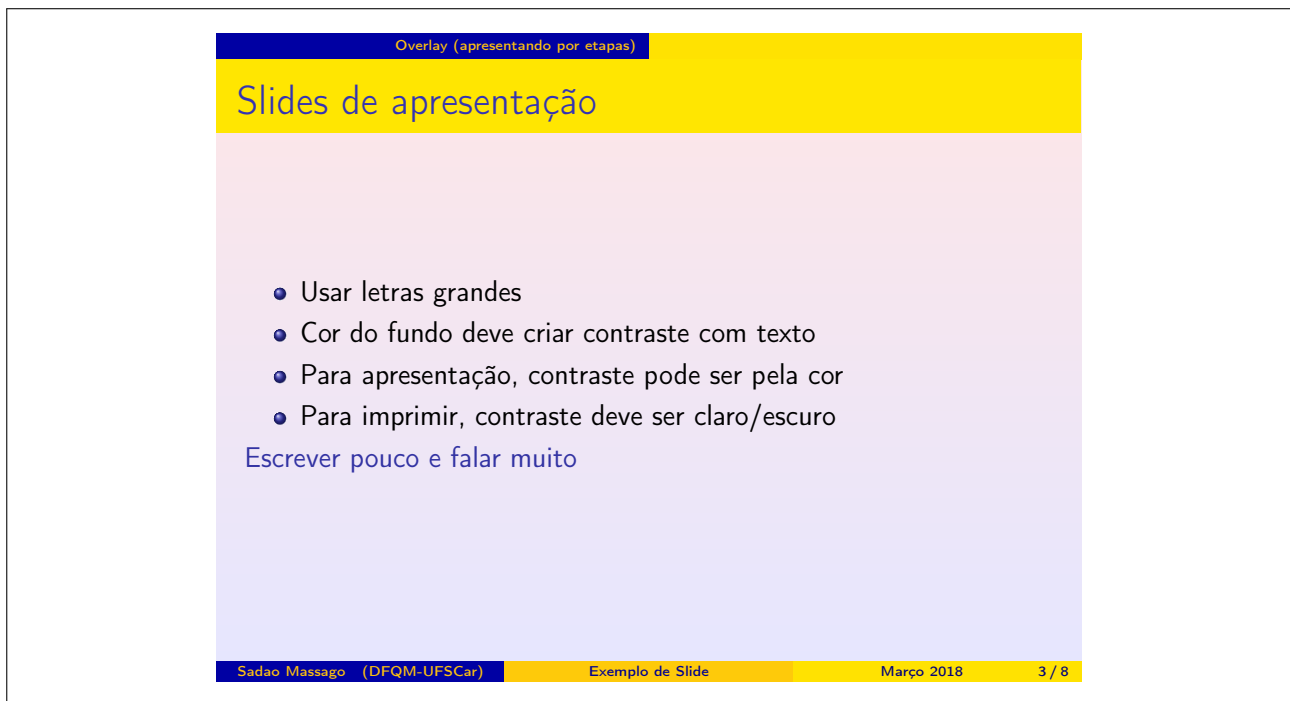 Overlay (apresentando por etapas)
Slides de apresentação
Usar letras grandes
Cor do fundo deve criar contraste com texto
Para apresentação, contraste pode ser pela cor
Para imprimir, contraste deve ser claro/escuro
Escrever pouco e falar muito
Sadao Massago (DFQM-UFSCar) Exemplo de Slide Março 2018 3 / 8